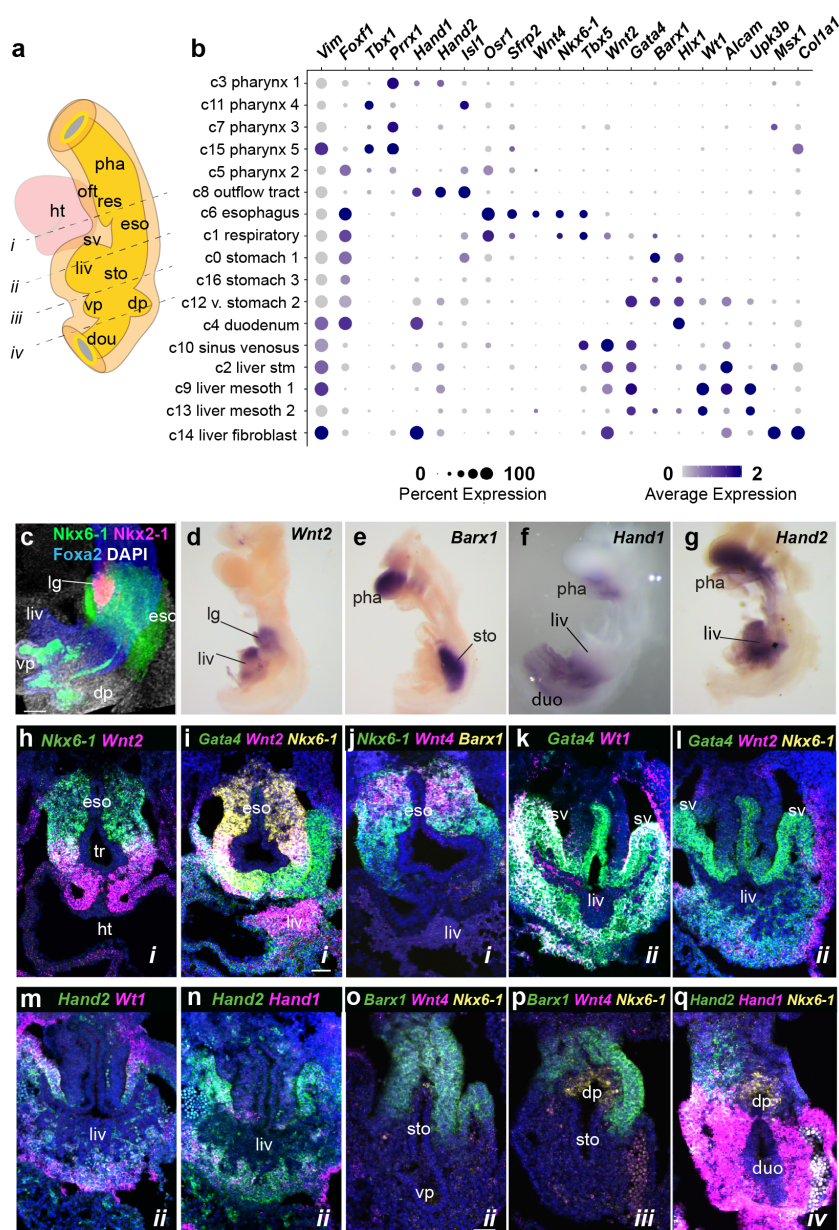 a
pha
oft
res
ht
eso
i
sv
liv
sto
ii
vp
dp
iii
dou
iv
b
Vim Foxf1 Tbx1 Prrx1 Hand1 Hand2 Isl1 Osr1 Sfrp2 Wnt4 Nkx6-1 Tbx5 Wnt2 Gata4 Barx1 Hlx1 Wt1 Alcam Upk3b Msx1 Col1a1
c3 pharynx 1
c11 pharynx 4
c7 pharynx 3
c15 pharynx 5
c5 pharynx 2
c8 outflow tract
c6 esophagus
c1 respiratory
c0 stomach 1
c16 stomach 3
c12 v. stomach 2
c4 duodenum
c10 sinus venosus
c2 liver stm
c9 liver mesoth 1
c13 liver mesoth 2
c14 liver fibroblast
0 100
Percent Expression
0 2
Average Expression
c Nkx6-1 Nkx2-1
Foxa2 DAPI
lg
liv
eso
vp
dp
d Wnt2
lg
liv
e Barx1
pha
sto
f Hand1
pha
liv
duo
g Hand2
pha
liv
h Nkx6-1 Wnt2
eso
tr
ht
i
i Gata4 Wnt2 Nkx6-1
eso
liv
i
j Nkx6-1 Wnt4 Barx1
eso
liv
i
k Gata4 Wt1
sv
liv
ii
l Gata4 Wnt2 Nkx6-1
sv sv
liv
ii
m Hand2 Wt1
liv
ii
n Hand2 Hand1
liv
ii
o Barx1 Wnt4 Nkx6-1
sto
vp
ii
p Barx1 Wnt4 Nkx6-1
dp
sto
iii
q Hand2 Hand1 Nkx6-1
dp
duo
iv